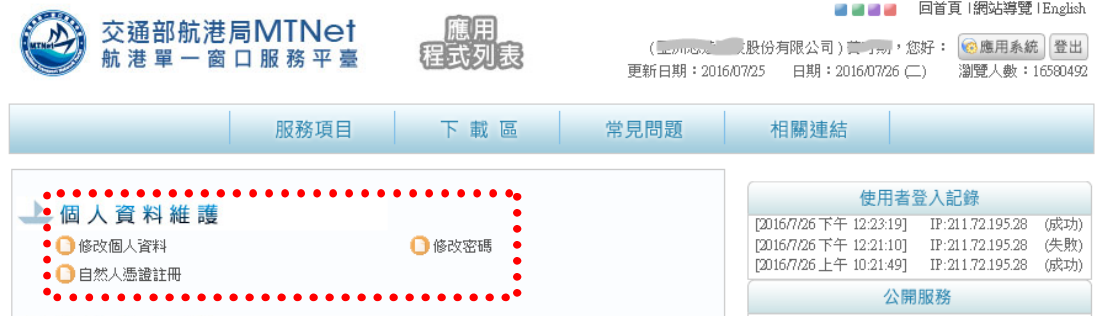 回首頁 | 網站導覽 | English
MTNet
交通部航港局MTNet
航港單一窗口服務平臺
應用
程式列表
股份有限公司) ，您好：
應用系統 登出
更新日期：2016/07/25 日期：2016/07/26 (二) 瀏覽人數：16580492
服務項目 下 載 區 常見問題 相關連結
個人資料維護
修改個人資料 修改密碼
自然人憑證註冊
使用者登入記錄
[2016/7/26 下午 12:23:19] IP:211.72.195.28 (成功)
[2016/7/26 下午 12:21:10] IP:211.72.195.28 (失敗)
[2016/7/26 上午 10:21:49] IP:211.72.195.28 (成功)
公開服務